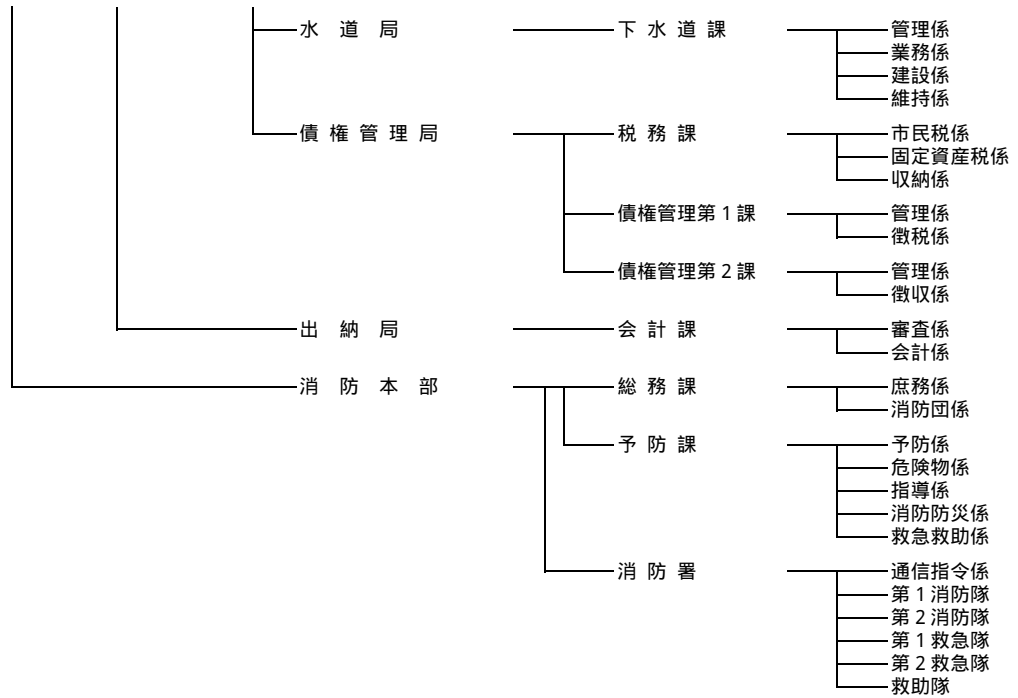 水道局 下水道課 管理係
業務係
建設係
維持係
債権管理局 税務課 市民税係
固定資産税係
収納係
債権管理第1課 管理係
徴税係
債権管理第2課 管理係
徴収係
出納局 会計課 審査係
会計係
消防本部 総務課 庶務係
消防団係
予防課 予防係
危険物係
指導係
消防防災係
救急救助係
消防署 通信指令係
第1消防隊
第2消防隊
第1救急隊
第2救急隊
救助隊